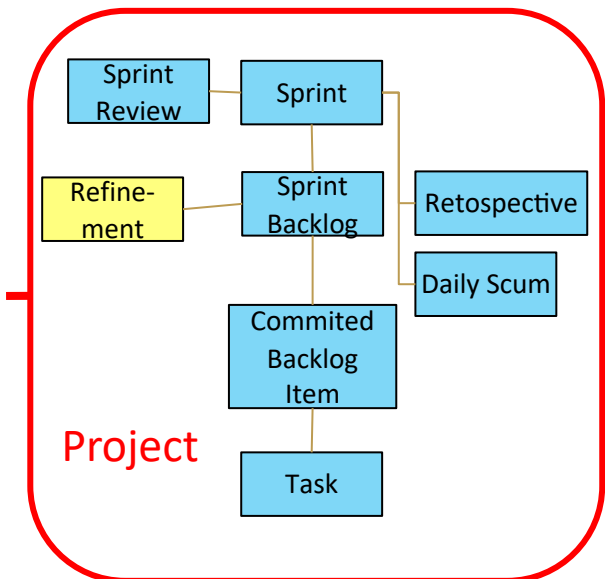 Sprint
Review
Sprint
Refine-
ment
Sprint
Backlog
Retospective
Daily Scum
Commited
Backlog
Item
Project
Task